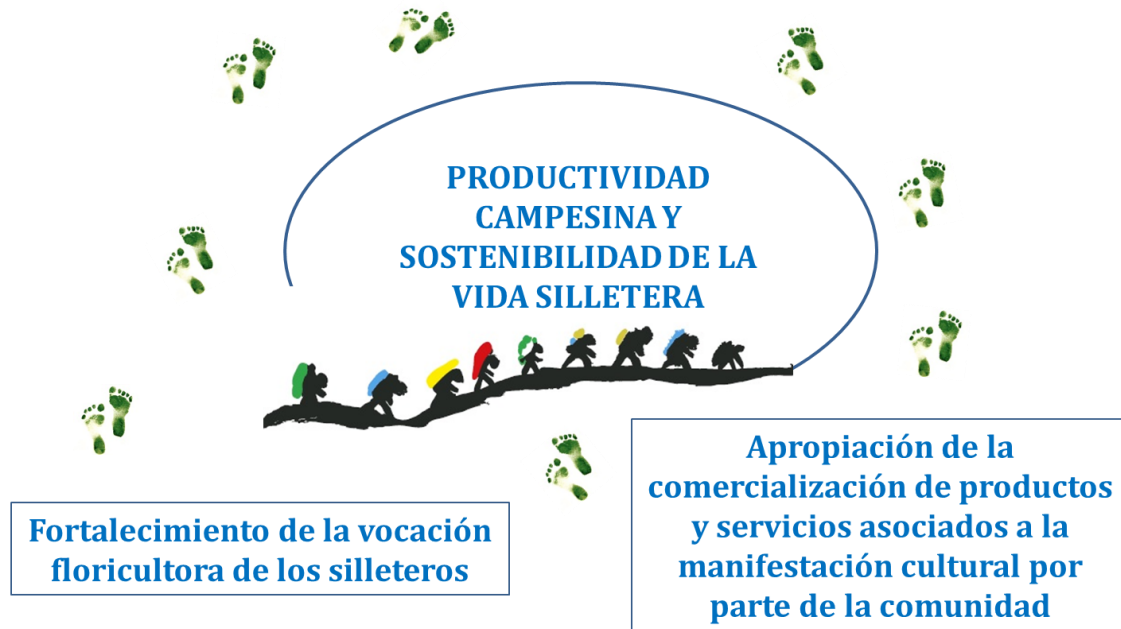 PRODUCTIVIDAD
CAMPESINA Y
SOSTENIBILIDAD DE LA
VIDA SILLETERA
Fortalecimiento de la vocación
floricultora de los silleteros
Apropiación de la
comercialización de productos
y servicios asociados a la
manifestación cultural por
parte de la comunidad